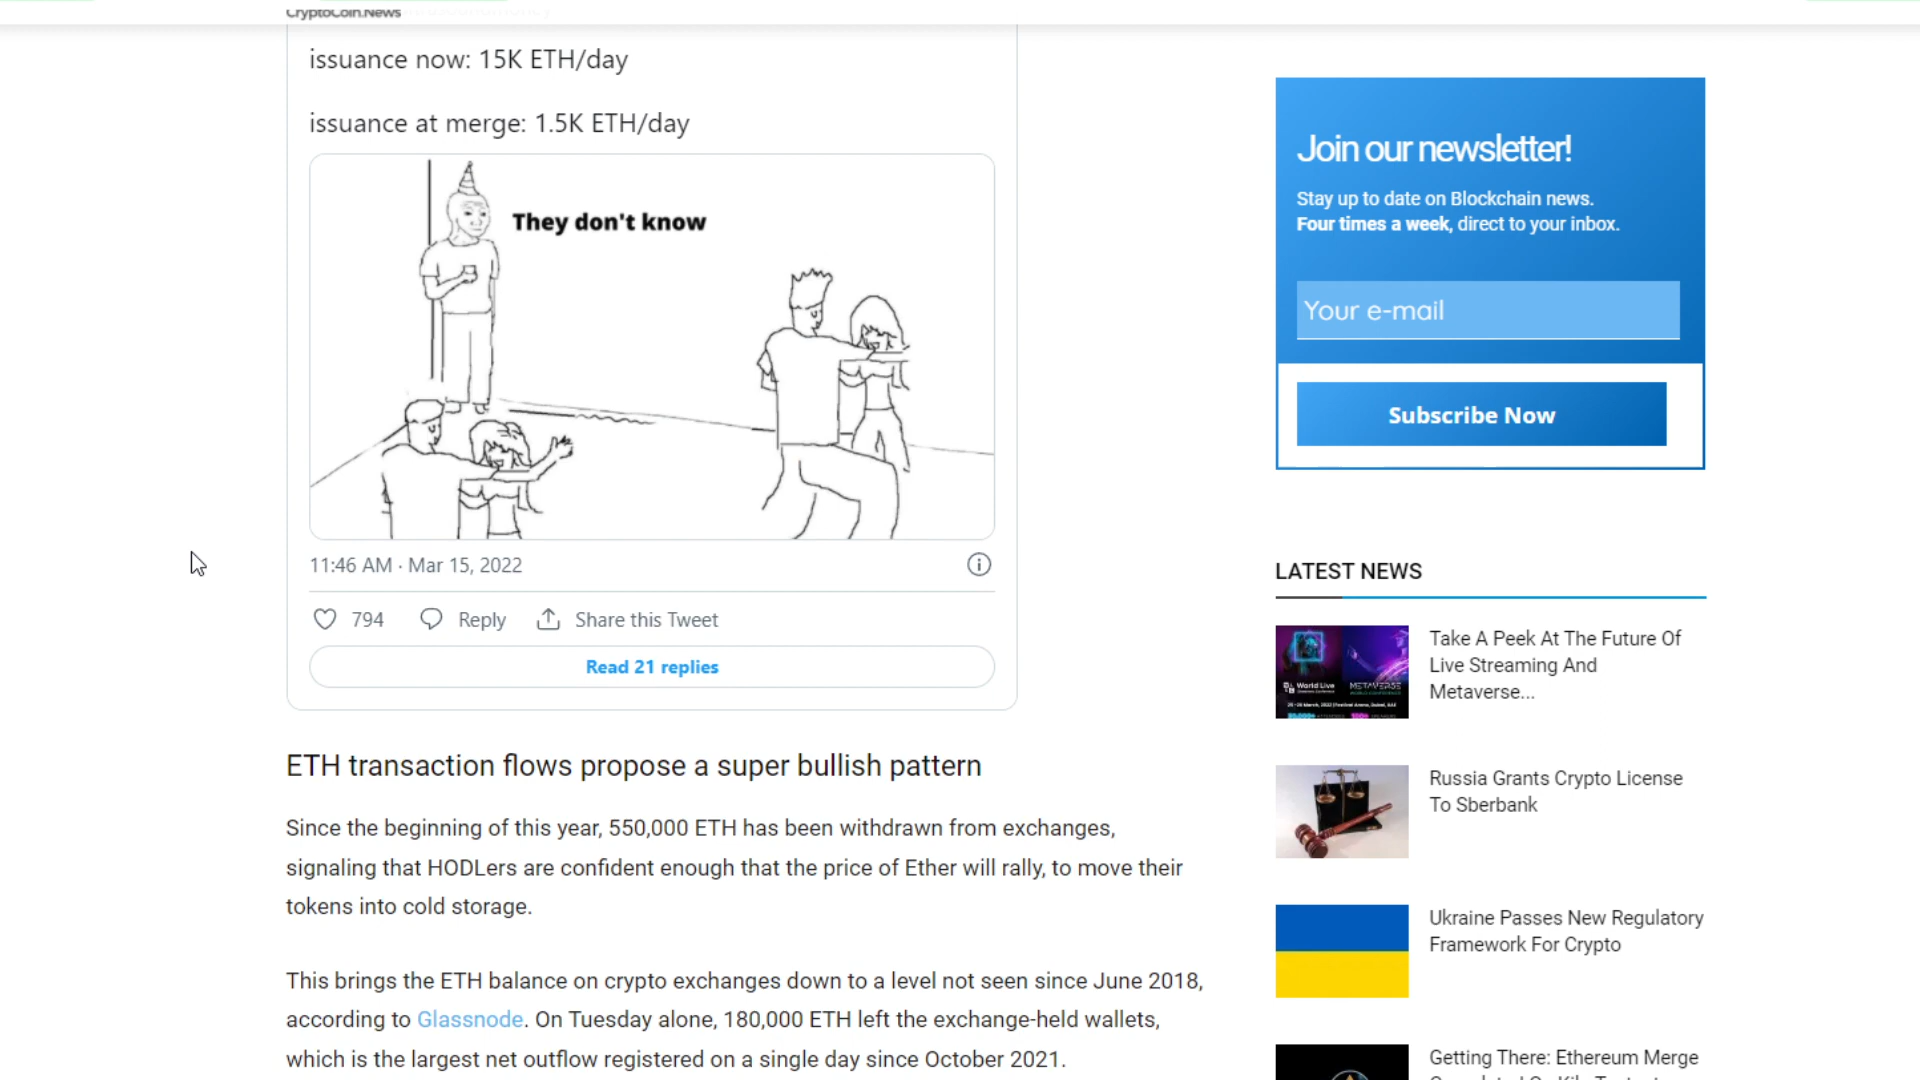 CryptoCoin.News
issuance now: 15K ETH/day
issuance at merge: 1.5K ETH/day
They don't know
11:46 AM · Mar 15, 2022
794 Reply Share this Tweet
Read 21 replies
ETH transaction flows propose a super bullish pattern
Since the beginning of this year, 550,000 ETH has been withdrawn from exchanges,
signaling that HODLers are confident enough that the price of Ether will rally, to move their
tokens into cold storage.
This brings the ETH balance on crypto exchanges down to a level not seen since June 2018,
according to Glassnode. On Tuesday alone, 180,000 ETH left the exchange-held wallets,
which is the largest net outflow registered on a single day since October 2021.
Join our newsletter!
Stay up to date on Blockchain news.
Four times a week, direct to your inbox.
Your e-mail
Subscribe Now
LATEST NEWS
World Live
METAVERSE
Take A Peek At The Future Of
Live Streaming And
Metaverse...
Russia Grants Crypto License
To Sberbank
Ukraine Passes New Regulatory
Framework For Crypto
Getting There: Ethereum Merge